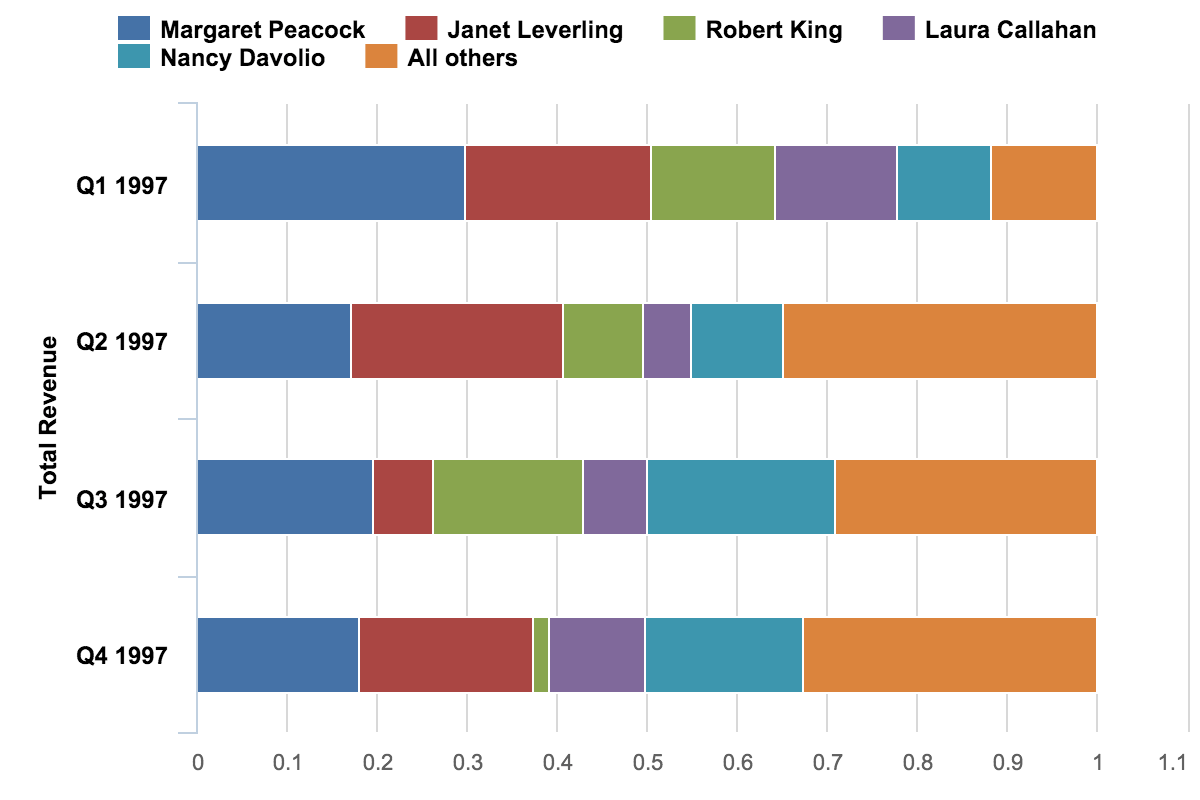 Margaret Peacock Janet Leverling Robert King Laura Callahan
Nancy Davolio All others
Total Revenue
Q1 1997
Q2 1997
Q3 1997
Q4 1997
0 0.1 0.2 0.3 0.4 0.5 0.6 0.7 0.8 0.9 1 1.1